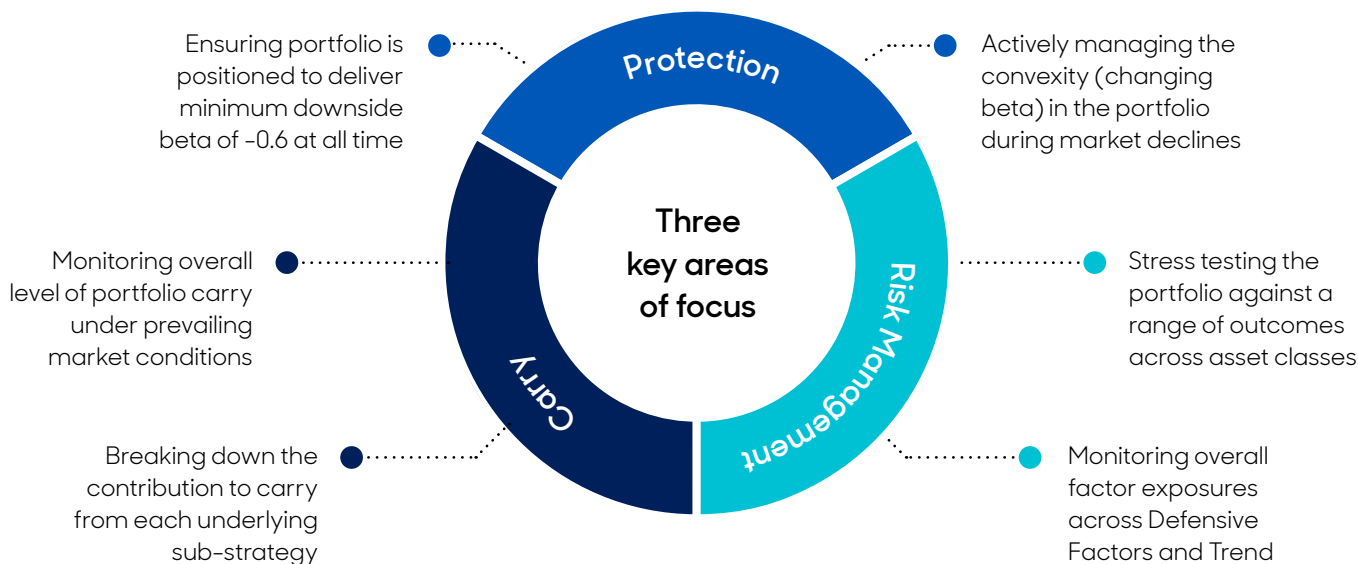 Protection
Ensuring portfolio is
positioned to deliver
minimum downside
beta of -0.6 at all time
Actively managing the
convexity (changing
beta) in the portfolio
during market declines
Three
key areas
of focus
Carry
Monitoring overall
level of portfolio carry
under prevailing
market conditions
Breaking down the
contribution to carry
from each underlying
sub-strategy
Risk Management
Stress testing the
portfolio against a
range of outcomes
across asset classes
Monitoring overall
factor exposures
across Defensive
Factors and Trend